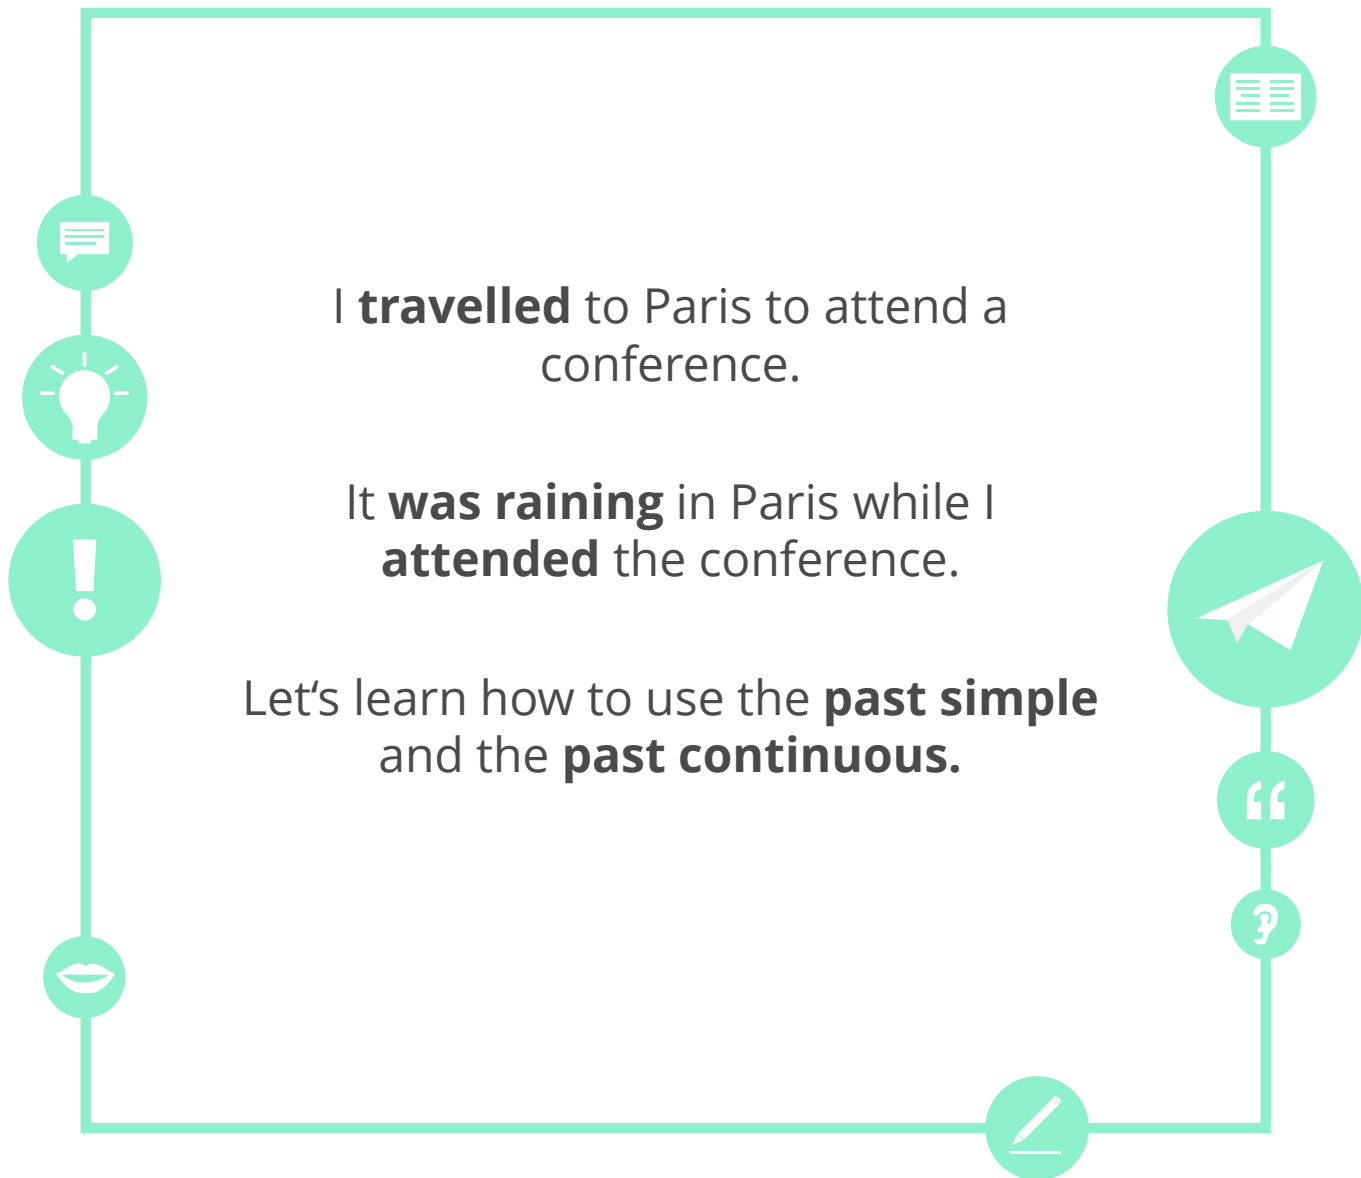 I travelled to Paris to attend a
conference.
It was raining in Paris while I
attended the conference.
Let‘s learn how to use the past simple
and the past continuous.